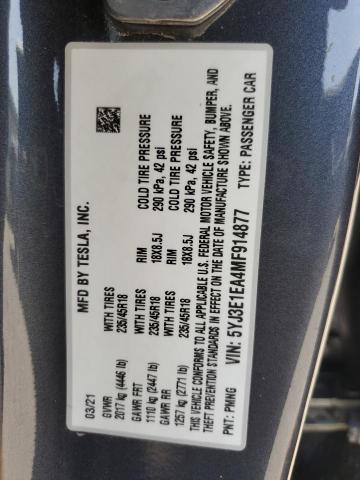 MFD BY TESLA, INC.
03/21
GVWR
2017 kg (4446 lb)
GAWR FRT WITH TIRES RIM COLD TIRE PRESSURE
1110 kg (2447 lb) 235/45R18 18X8.5J 290 kPa, 42 psi
GAWR RR WITH TIRES RIM COLD TIRE PRESSURE
1257 kg (2771 lb) 235/45R18 18X8.5J 290 kPa, 42 psi
THIS VEHICLE CONFORMS TO ALL APPLICABLE U.S. FEDERAL MOTOR VEHICLE SAFETY, BUMPER, AND
THEFT PREVENTION STANDARDS IN EFFECT ON THE DATE OF MANUFACTURE SHOWN ABOVE.
VIN: 5YJ3E1EA4MF914877 TYPE: PASSENGER CAR
PNT: PMNG